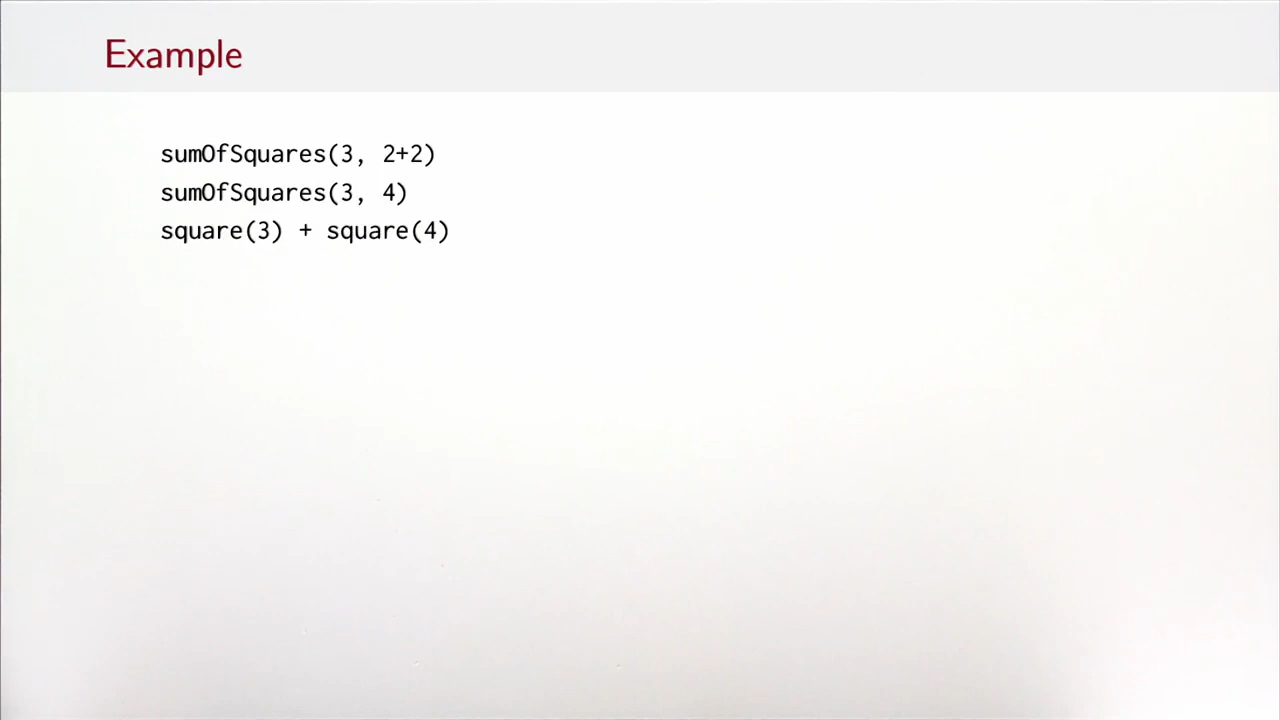 Example
sumOfSquares(3, 2+2)
sumOfSquares(3, 4)
square(3) + square(4)